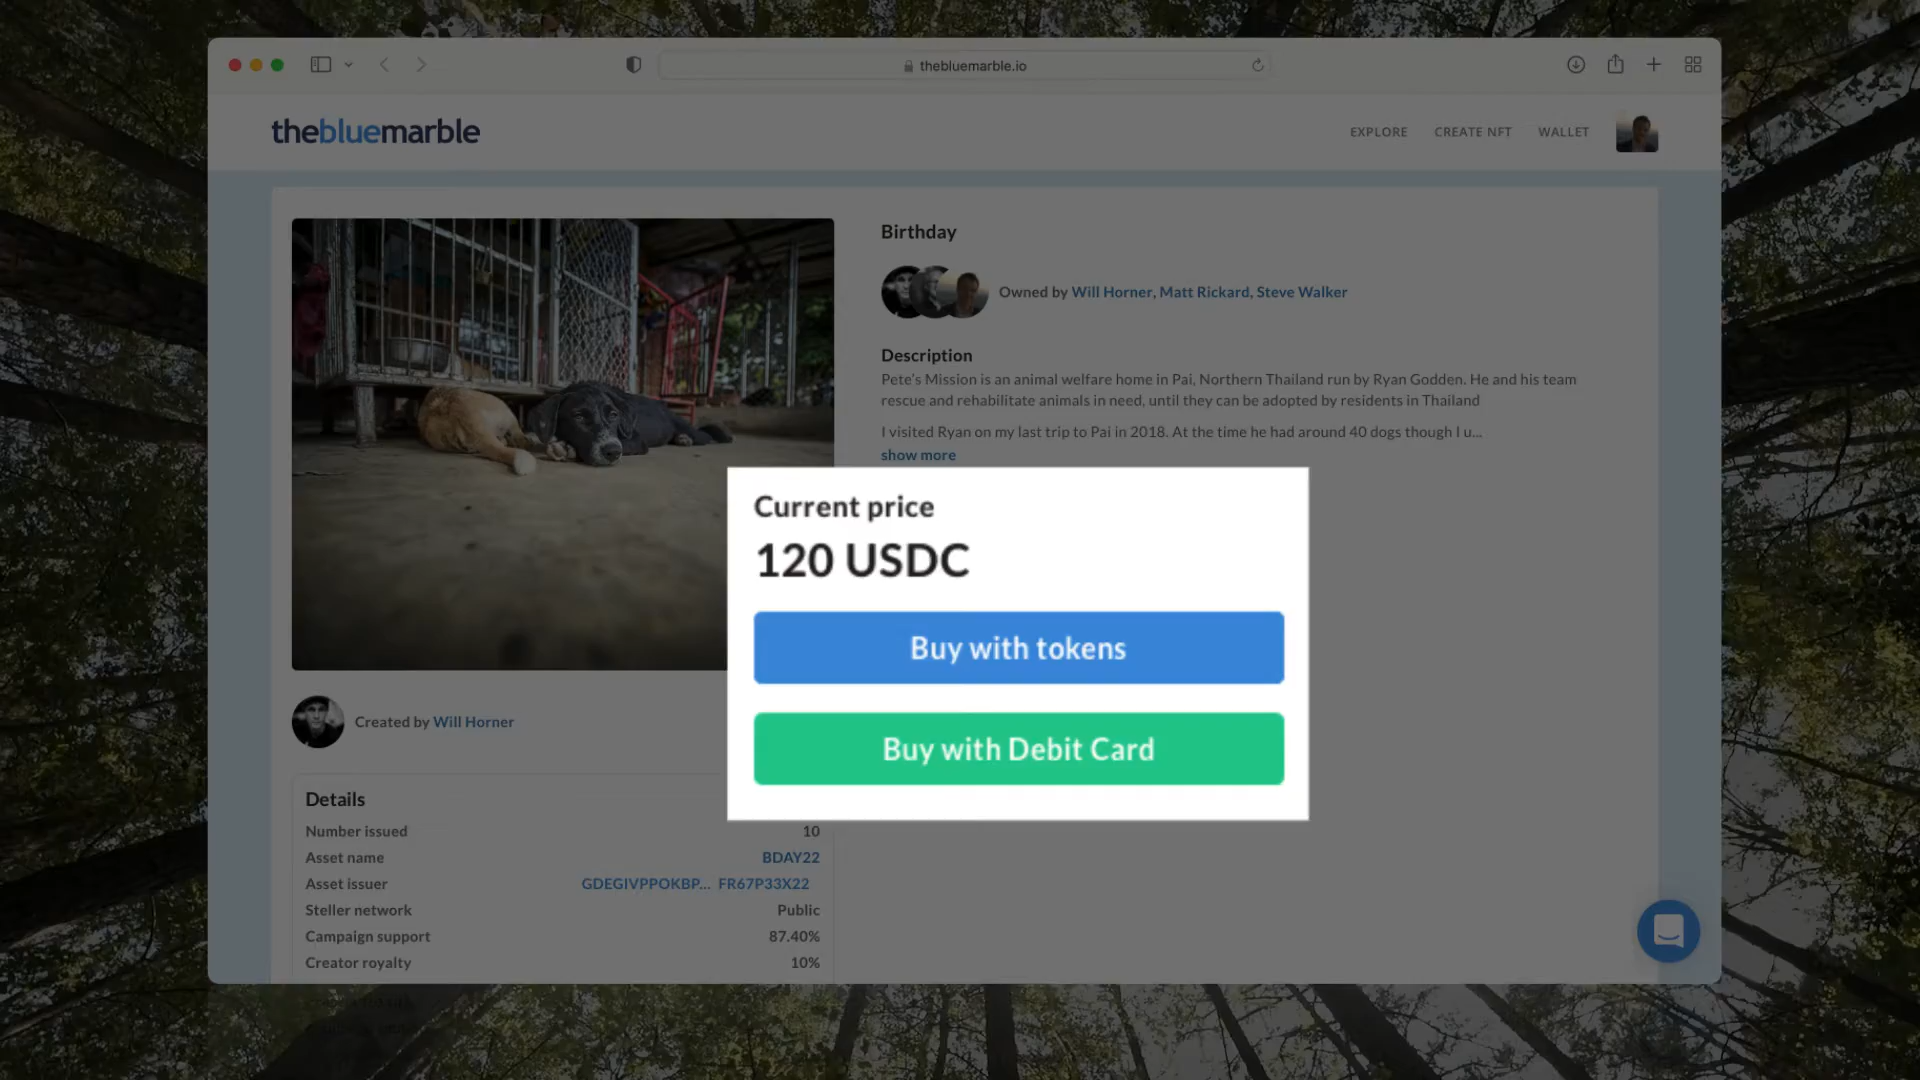 thebluemarble.io
thebluemarble
EXPLORE
CREATE NFT
WALLET
Birthday
Owned by Will Horner, Matt Rickard, Steve Walker
Description
Pete's Mission is an animal welfare home in Pai, Northern Thailand run by Ryan Godden. He and his team
rescue and rehabilitate animals in need, until they can be adopted by residents in Thailand
I visited Ryan on my last trip to Pai in 2018. At the time he had around 40 dogs though I u...
show more
Current price
120 USDC
Buy with tokens
Buy with Debit Card
Created by Will Horner
Details
Number issued 10
Asset name BDAY22
Asset issuer GDEGIVPPOKBP... FR67P33X22
Steller network Public
Campaign support 87.40%
Creator royalty 10%